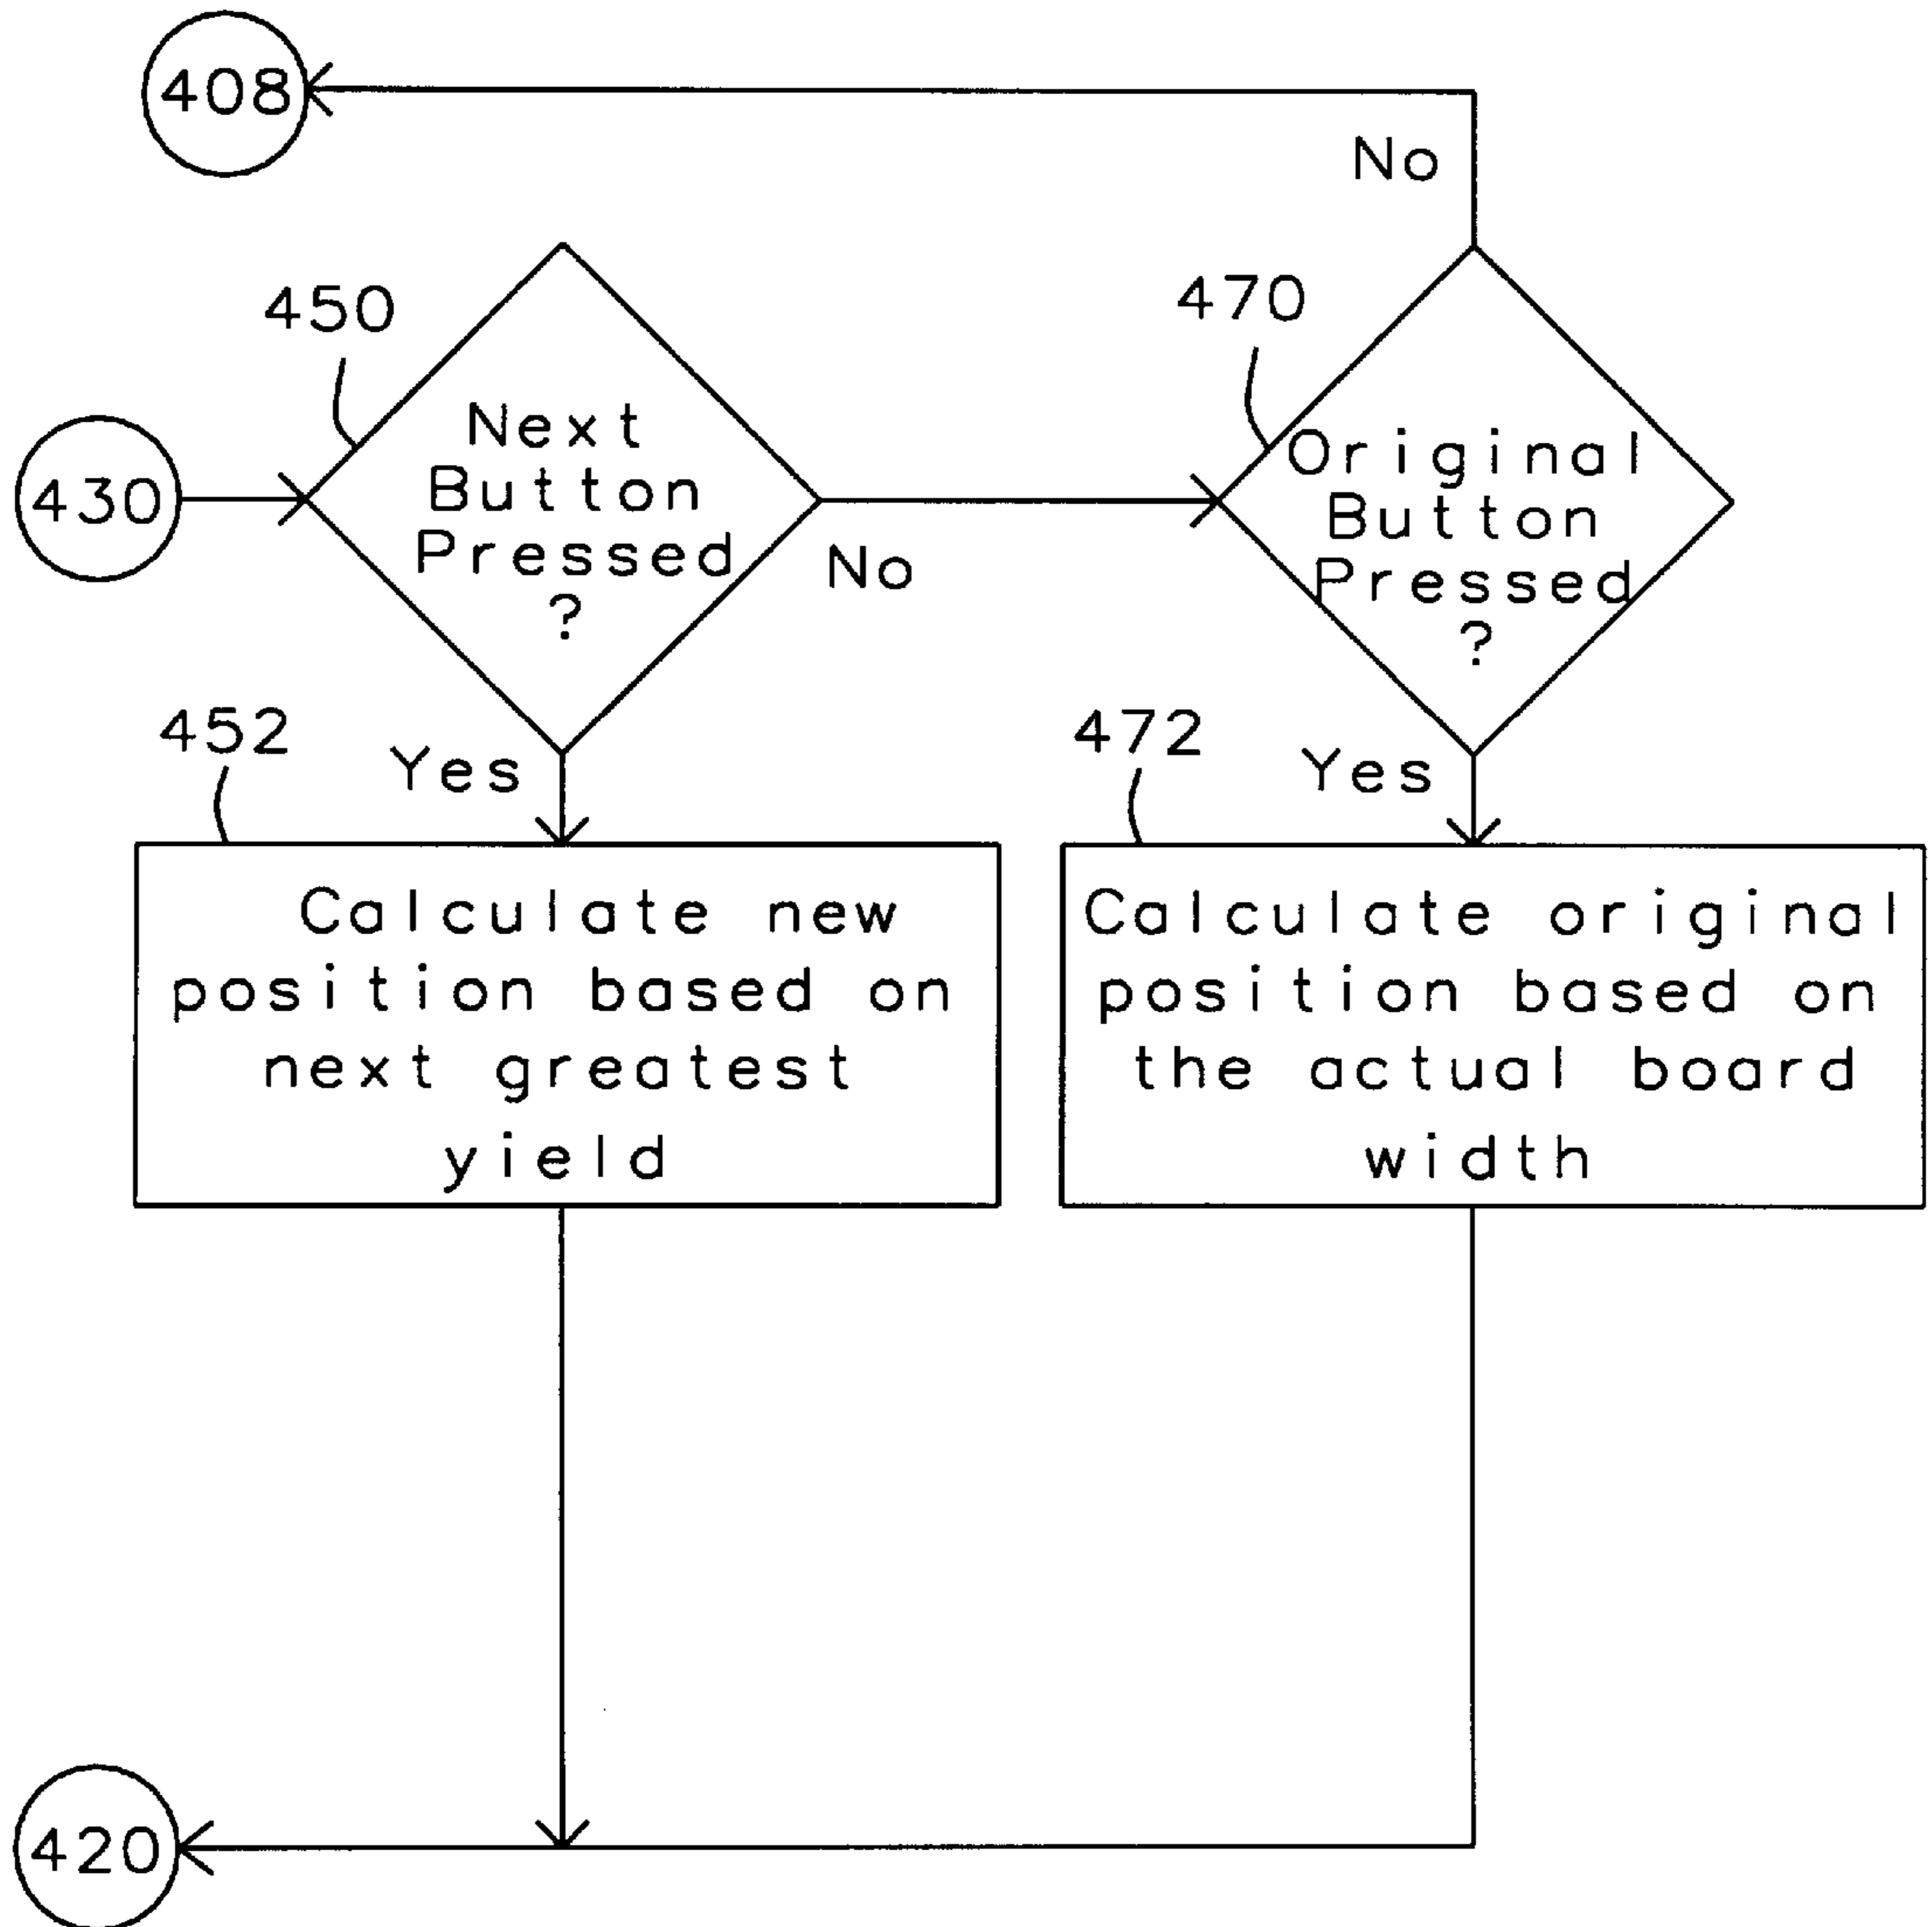 408
No
450
470
430
Next
Button
Pressed
?
No
Original
Button
Pressed
?
452
Yes
472
Yes
Calculate new
position based on
next greatest
yield
Calculate original
position based on
the actual board
width
420